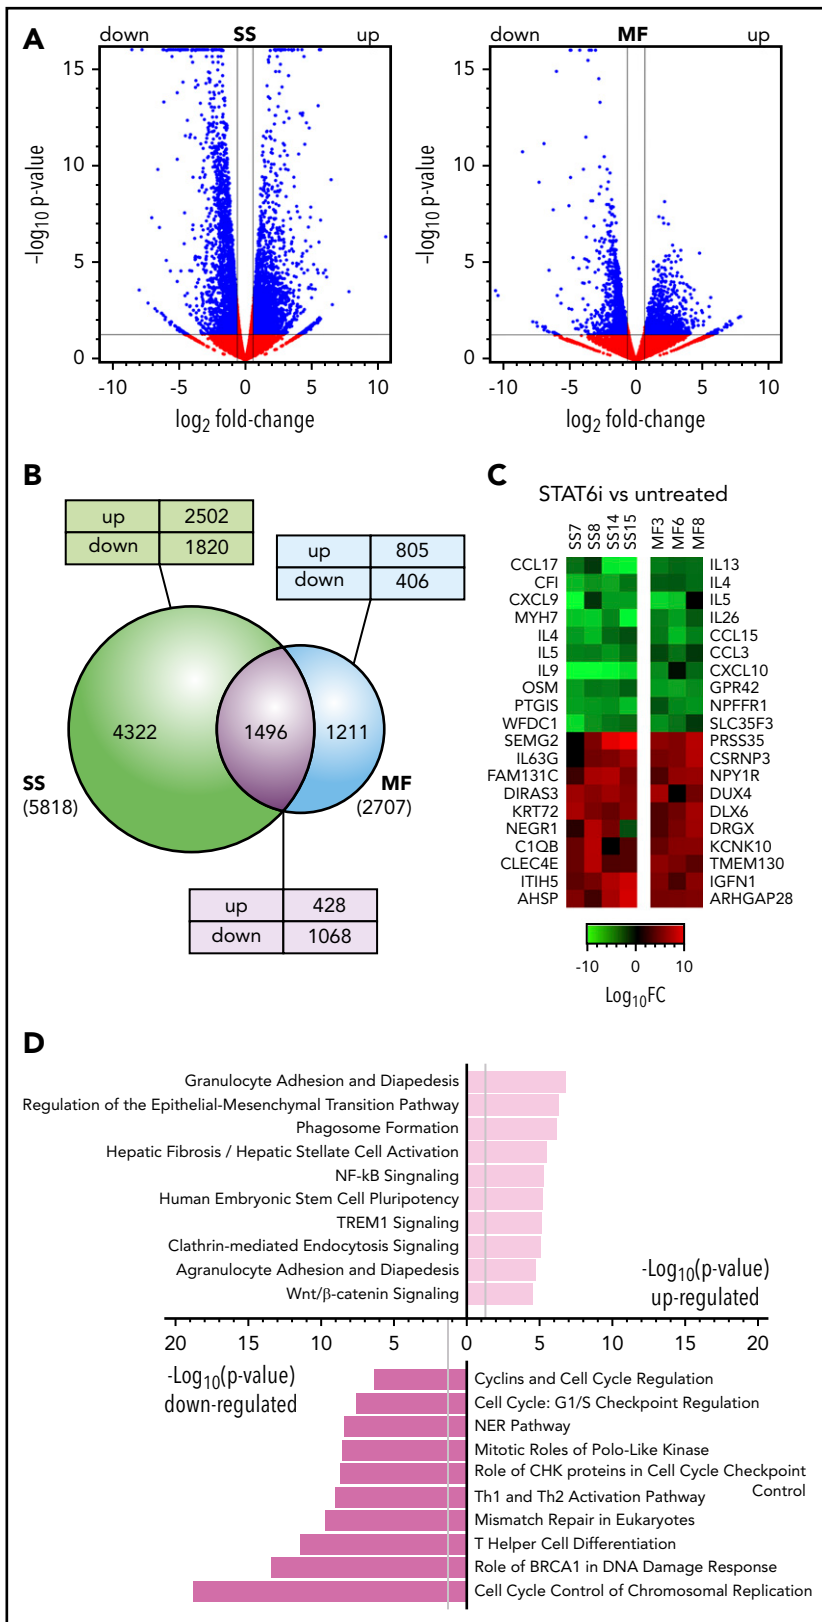 A
down SS up
15
10
5
0
-10 -5 0 5 10
–log10 p-value
log2 fold-change
down MF up
15
10
5
0
-10 -5 0 5 10
–log10 p-value
log2 fold-change
B
up 2502
down 1820
up 805
down 406
4322 1496 1211
SS
(5818)
MF
(2707)
up 428
down 1068
C
STAT6i vs untreated
SS7 SS8 SS14 SS15 MF3 MF6 MF8
CCL17 IL13
CFI IL4
CXCL9 IL5
MYH7 IL26
IL4 CCL15
IL5 CCL3
IL9 CXCL10
OSM GPR42
PTGIS NPFFR1
WFDC1 SLC35F3
SEMG2 PRSS35
IL63G CSRNP3
FAM131C NPY1R
DIRAS3 DUX4
KRT72 DLX6
NEGR1 DRGX
C1QB KCNK10
CLEC4E TMEM130
ITIH5 IGFN1
AHSP ARHGAP28
-10 0 10
Log10FC
D
Granulocyte Adhesion and Diapedesis
Regulation of the Epithelial-Mesenchymal Transition Pathway
Phagosome Formation
Hepatic Fibrosis / Hepatic Stellate Cell Activation
NF-kB Singnaling
Human Embryonic Stem Cell Pluripotency
TREM1 Signaling
Clathrin-mediated Endocytosis Signaling
Agranulocyte Adhesion and Diapedesis
Wnt/β-catenin Signaling
-Log10(p-value)
up-regulated
20 15 10 5 0 5 10 15 20
-Log10(p-value)
down-regulated
Cyclins and Cell Cycle Regulation
Cell Cycle: G1/S Checkpoint Regulation
NER Pathway
Mitotic Roles of Polo-Like Kinase
Role of CHK proteins in Cell Cycle Checkpoint
Control
Th1 and Th2 Activation Pathway
Mismatch Repair in Eukaryotes
T Helper Cell Differentiation
Role of BRCA1 in DNA Damage Response
Cell Cycle Control of Chromosomal Replication